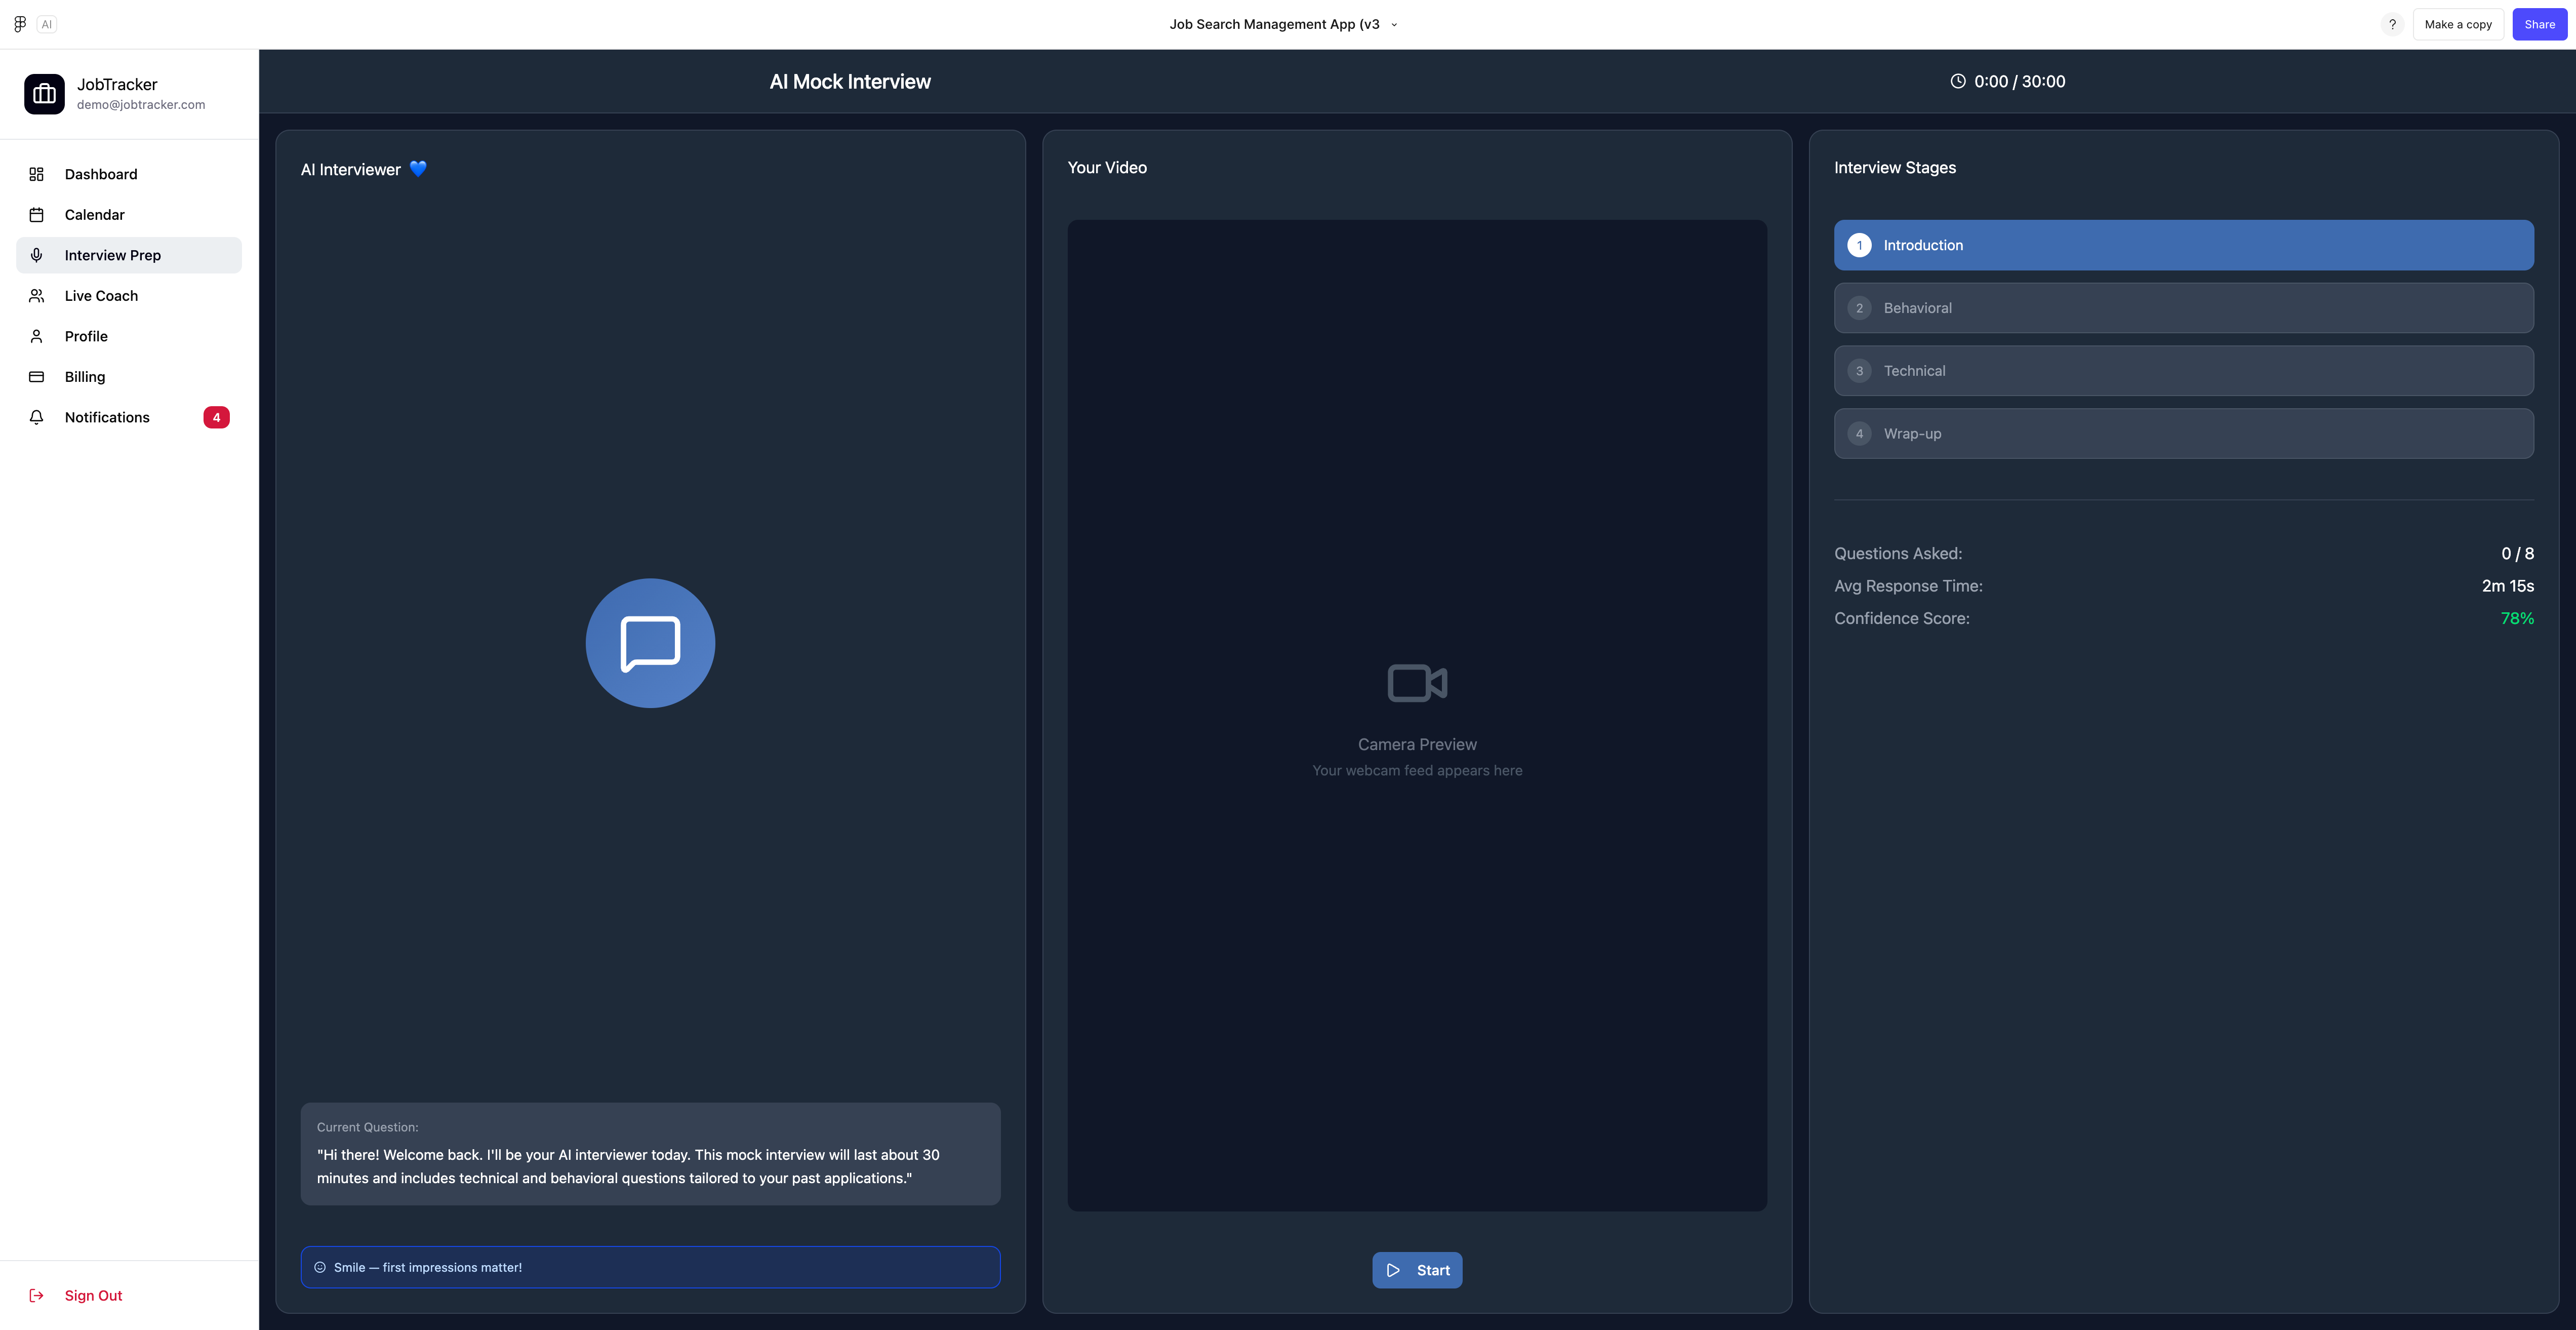 AI
Job Search Management App (v3
?
Make a copy
Share
JobTracker
demo@jobtracker.com
Dashboard
Calendar
Interview Prep
Live Coach
Profile
Billing
Notifications
4
Sign Out
AI Mock Interview
0:00 / 30:00
AI Interviewer 💙
Current Question:
"Hi there! Welcome back. I'll be your AI interviewer today. This mock interview will last about 30
minutes and includes technical and behavioral questions tailored to your past applications."
Smile — first impressions matter!
Your Video
Camera Preview
Your webcam feed appears here
Start
Interview Stages
1 Introduction
2 Behavioral
3 Technical
4 Wrap-up
Questions Asked: 0 / 8
Avg Response Time: 2m 15s
Confidence Score: 78%